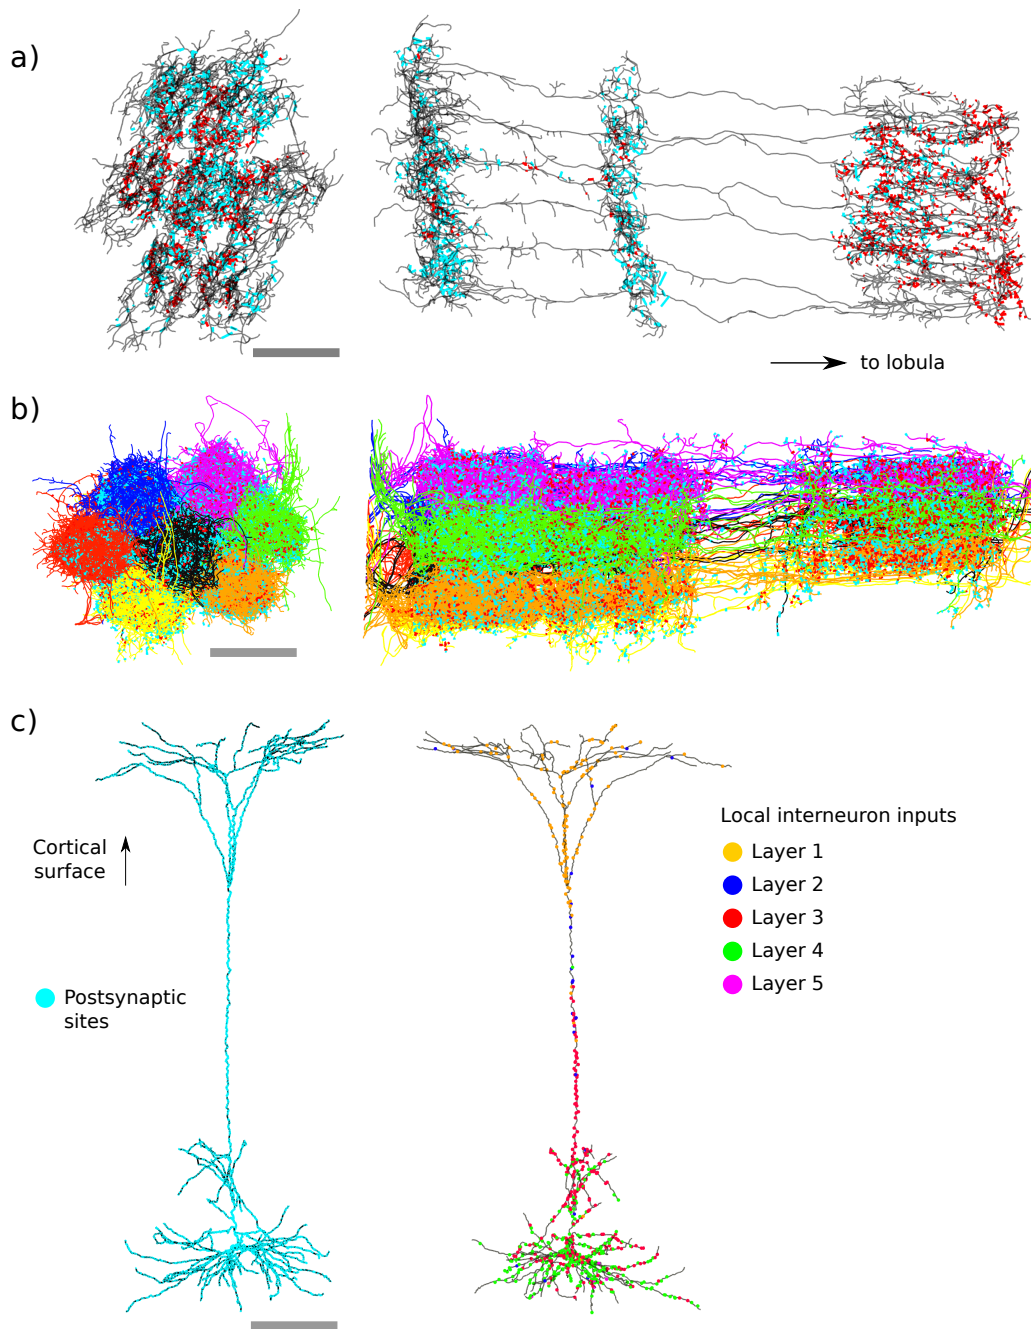 a)
to lobula
b)
c)
Cortical
surface
Postsynaptic
sites
Local interneuron inputs
Layer 1
Layer 2
Layer 3
Layer 4
Layer 5